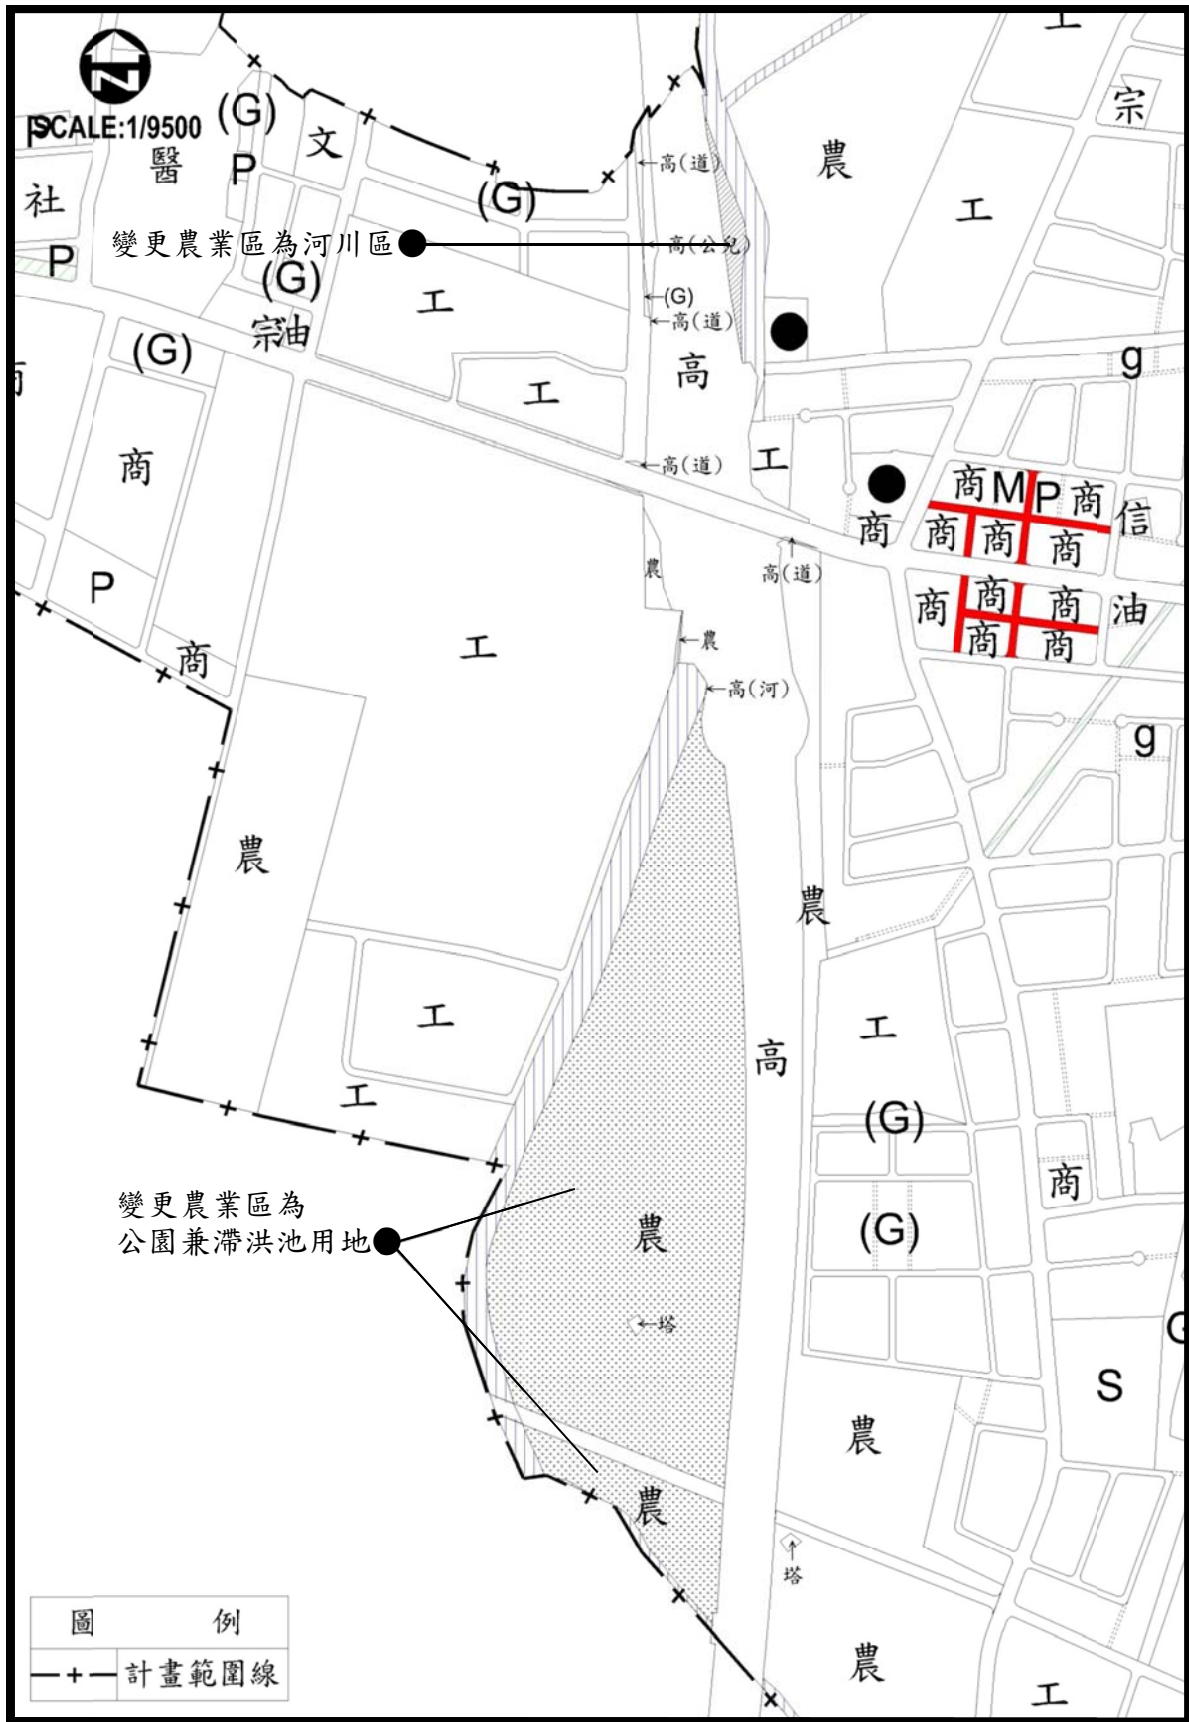 工
N
SCALE:1/9500
P
(G)
宗
文
醫
P
高(道)
農
社
(G)
工
變更農業區為河川區
高(公兒)
P
(G)
工
(G)
高(道)
宗油
(G)
高
g
工
商
高(道)
工
商M
P商
信
商
商
商
商
農
高(道)
P
商
商
商
油
商
商
工
農
商
高(河)
g
農
農
工
工
高
(G)
工
商
變更農業區為
公園兼滯洪池用地
農
(G)
塔
G
S
農
農
塔
圖 例
計畫範圍線
農
工